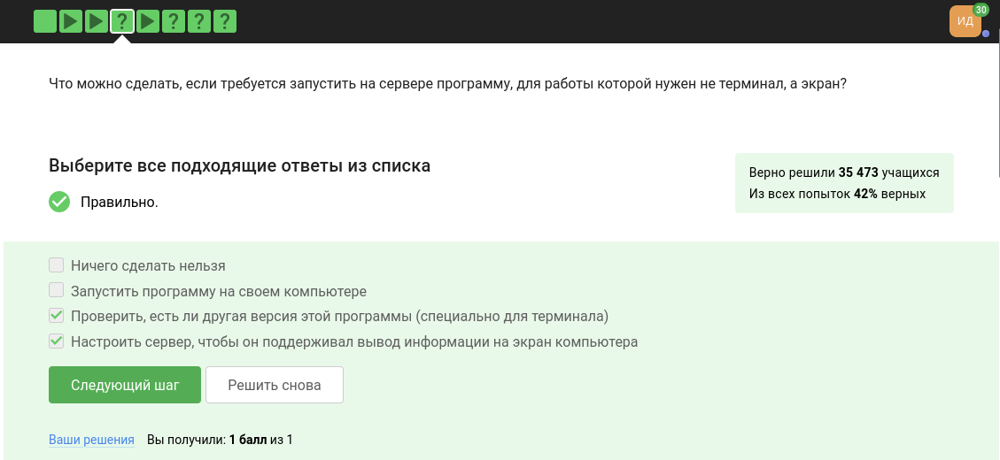 ? ? ? ?
ИД
30
Что можно сделать, если требуется запустить на сервере программу, для работы которой нужен не терминал, а экран?
Выберите все подходящие ответы из списка
Правильно.
Верно решили 35 473 учащихся
Из всех попыток 42% верных
Ничего сделать нельзя
Запустить программу на своем компьютере
Проверить, есть ли другая версия этой программы (специально для терминала)
Настроить сервер, чтобы он поддерживал вывод информации на экран компьютера
Следующий шаг
Решить снова
Ваши решения Вы получили: 1 балл из 1